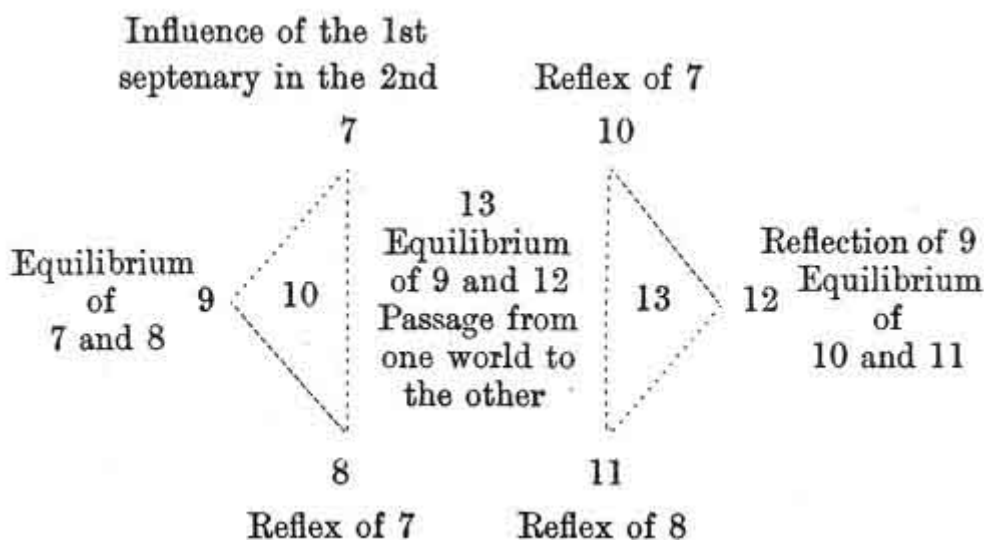 Influence of the 1st
septenary in the 2nd
7
Reflex of 7
10
Equilibrium
of
7 and 8
9
10
13
Equilibrium
of 9 and 12
Passage from
one world to
the other
13
12
Reflection of 9
Equilibrium
of
10 and 11
8
Reflex of 7
11
Reflex of 8